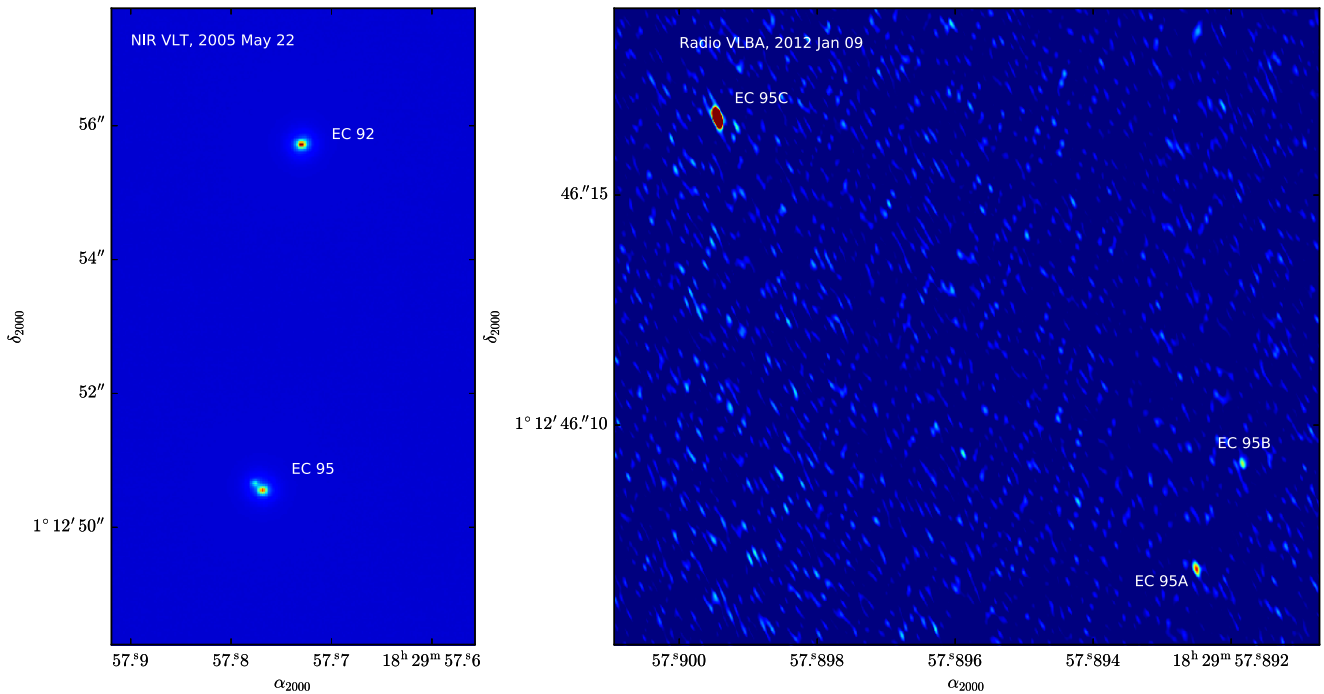 NIR VLT, 2005 May 22
EC 92
EC 95
56″
54″
52″
1° 12′ 50″
δ2000
57.ˢ9
57.ˢ8
57.ˢ7
18ʰ 29ᵐ 57.ˢ6
α2000
Radio VLBA, 2012 Jan 09
EC 95C
EC 95B
EC 95A
46.″15
1° 12′ 46.″10
δ2000
57.ˢ900
57.ˢ898
57.ˢ896
57.ˢ894
18ʰ 29ᵐ 57.ˢ892
α2000